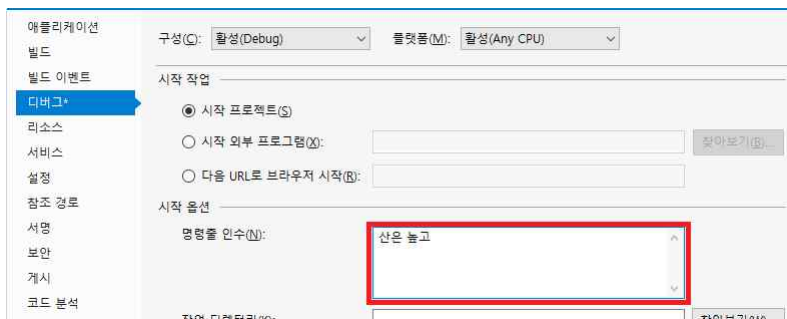 애플리케이션
빌드
빌드 이벤트
디버그*
리소스
서비스
설정
참조 경로
서명
보안
게시
코드 분석
구성(C): 활성(Debug) 플랫폼(M): 활성(Any CPU)
시작 작업
시작 프로젝트(S)
시작 외부 프로그램(X): 찾아보기(B)...
다음 URL로 브라우저 시작(R):
시작 옵션
명령줄 인수(N): 산은 높고